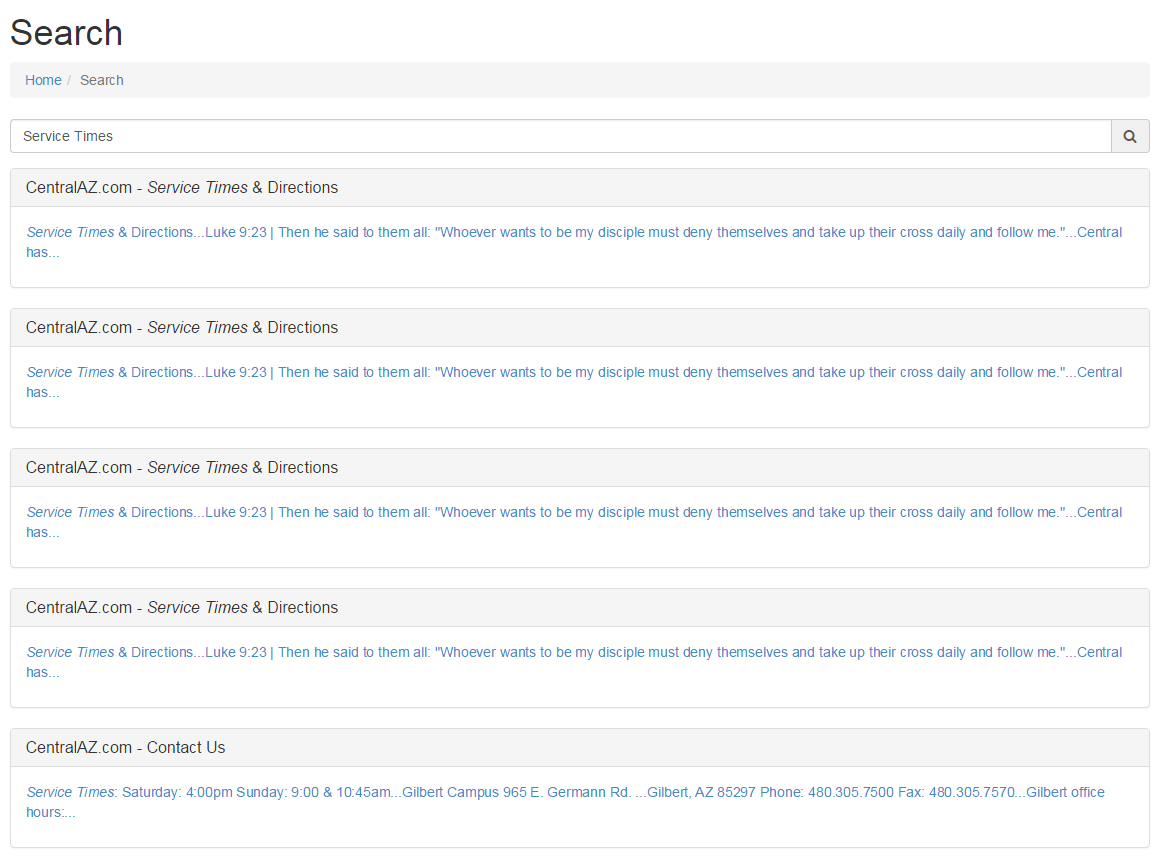 Search
Home / Search
Service Times
CentralAZ.com - Service Times & Directions
Service Times & Directions...Luke 9:23 | Then he said to them all: "Whoever wants to be my disciple must deny themselves and take up their cross daily and follow me."...Central
has...
CentralAZ.com - Service Times & Directions
Service Times & Directions...Luke 9:23 | Then he said to them all: "Whoever wants to be my disciple must deny themselves and take up their cross daily and follow me."...Central
has...
CentralAZ.com - Service Times & Directions
Service Times & Directions...Luke 9:23 | Then he said to them all: "Whoever wants to be my disciple must deny themselves and take up their cross daily and follow me."...Central
has...
CentralAZ.com - Service Times & Directions
Service Times & Directions...Luke 9:23 | Then he said to them all: "Whoever wants to be my disciple must deny themselves and take up their cross daily and follow me."...Central
has...
CentralAZ.com - Contact Us
Service Times: Saturday: 4:00pm Sunday: 9:00 & 10:45am...Gilbert Campus 965 E. Germann Rd. ...Gilbert, AZ 85297 Phone: 480.305.7500 Fax: 480.305.7570...Gilbert office
hours:...